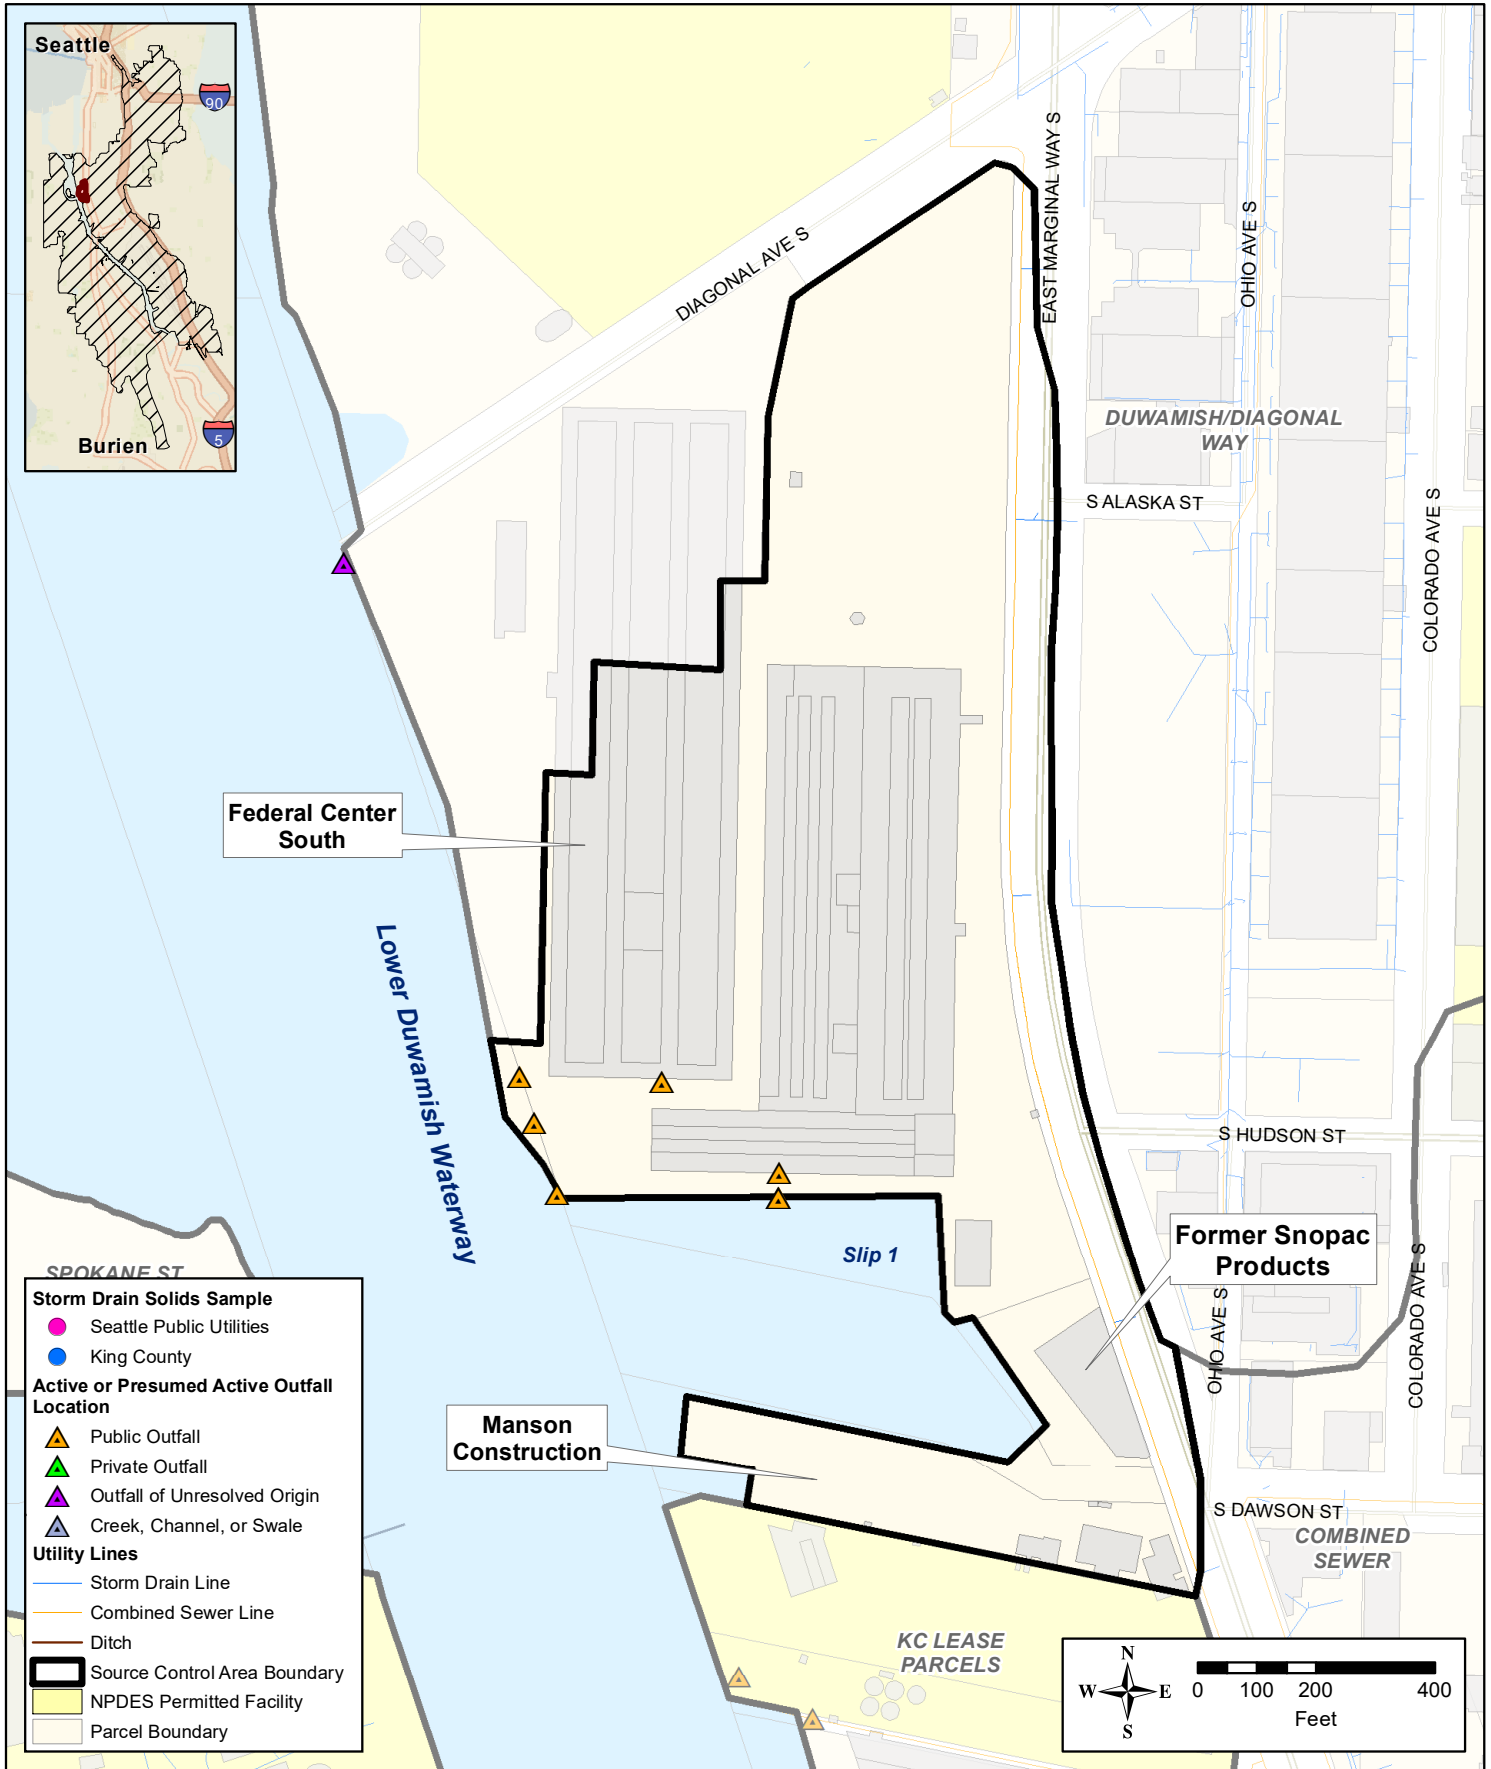 Seattle
90
5
Burien
DIAGONAL AVE S
EAST MARGINAL WAY S
OHIO AVE S
DUWAMISH/DIAGONAL
WAY
S ALASKA ST
COLORADO AVE S
Federal Center
South
Lower Duwamish Waterway
S HUDSON ST
Slip 1
Former Snopac
Products
OHIO AVE S
COLORADO AVE S
SPOKANE ST
Manson
Construction
S DAWSON ST
COMBINED
SEWER
KC LEASE
PARCELS
Storm Drain Solids Sample
Seattle Public Utilities
King County
Active or Presumed Active Outfall
Location
Public Outfall
Private Outfall
Outfall of Unresolved Origin
Creek, Channel, or Swale
Utility Lines
Storm Drain Line
Combined Sewer Line
Ditch
Source Control Area Boundary
NPDES Permitted Facility
Parcel Boundary
N
W E
S
0 100 200 400
Feet